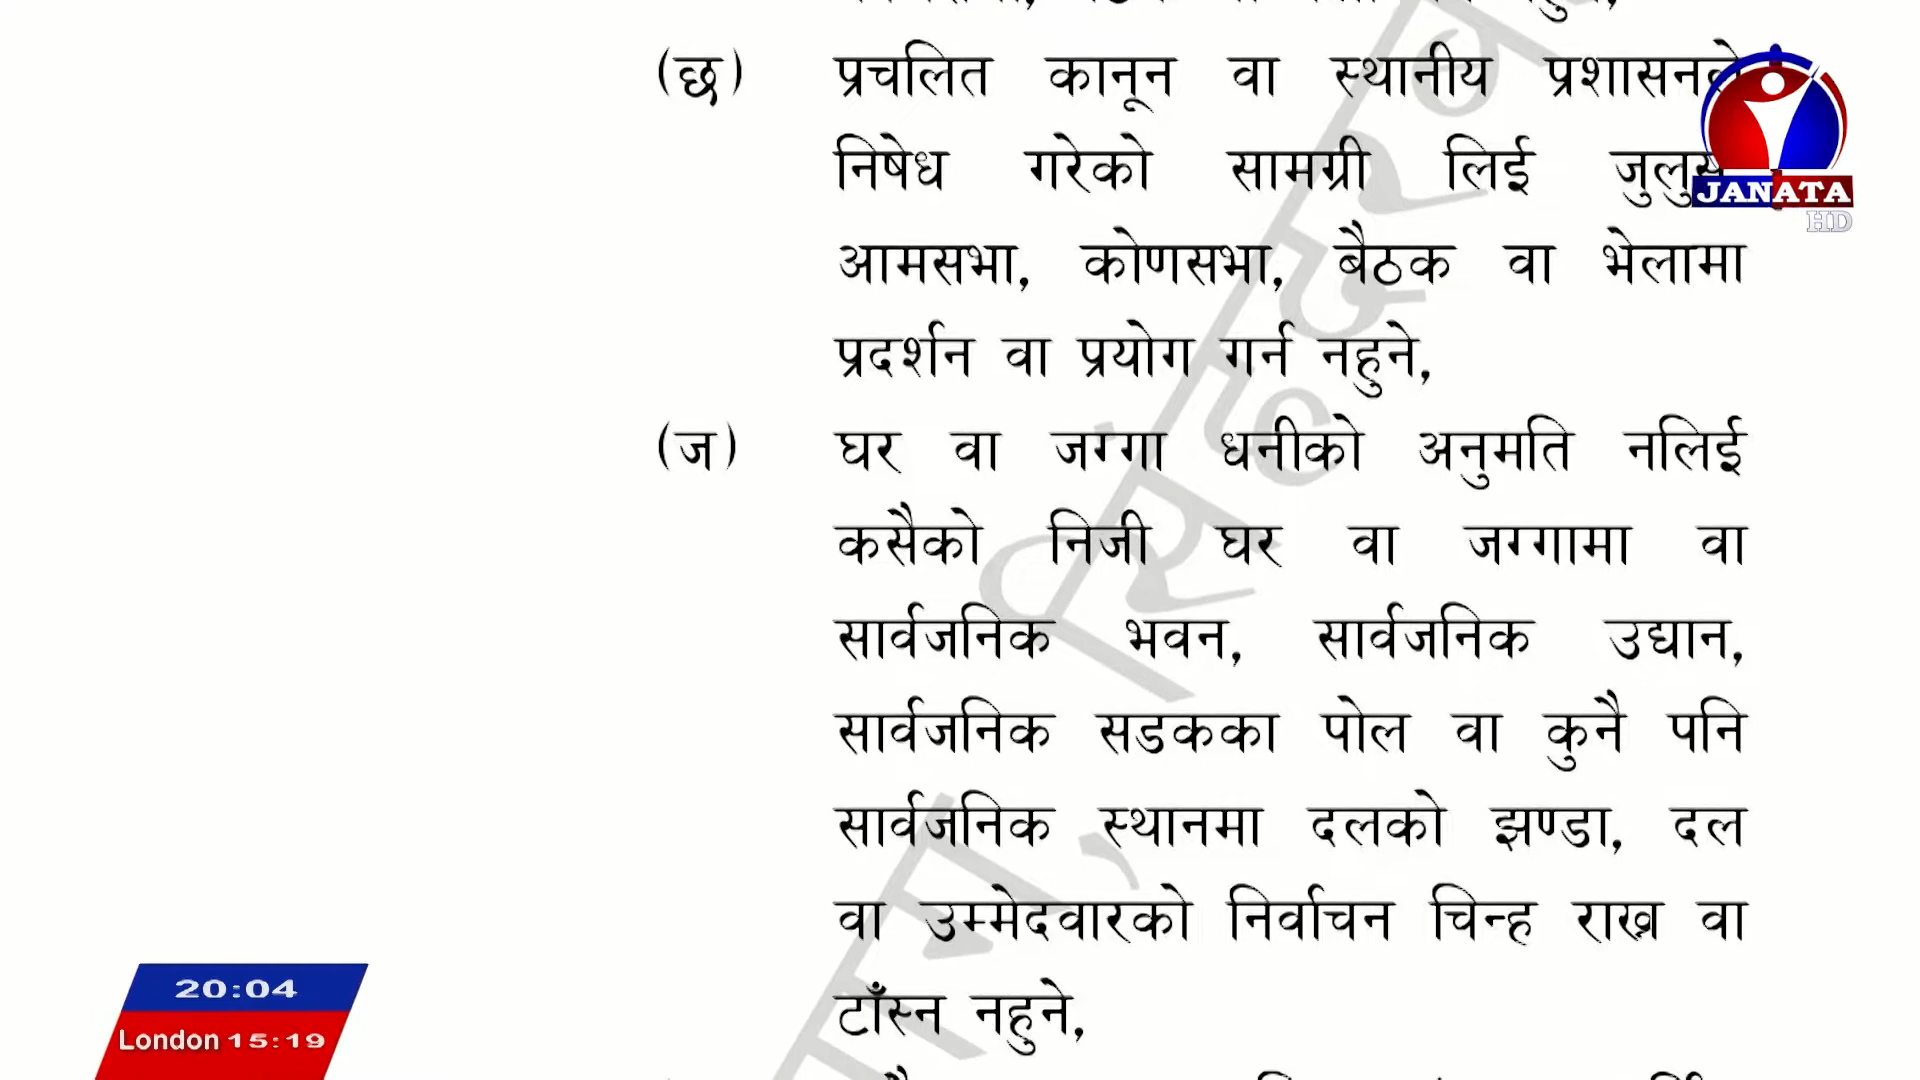 (छ) प्रचलित कानून वा स्थानीय प्रशासनले
निषेध गरेको सामग्री लिई
आमसभा, कोणसभा, बैठक वा भेलामा
प्रदर्शन वा प्रयोग गर्न नहुने,
(ज) घर वा जग्गा धनीको अनुमति नलिई
कसैको निजी घर वा जग्गामा वा
सार्वजनिक भवन, सार्वजनिक उद्यान,
सार्वजनिक सडकका पोल वा कुनै पनि
सार्वजनिक स्थानमा दलको झण्डा, दल
वा उम्मेदवारको निर्वाचन चिन्ह राख्न वा
टाँस्न नहुने,
JANATA
HD
20:04
London 15:19